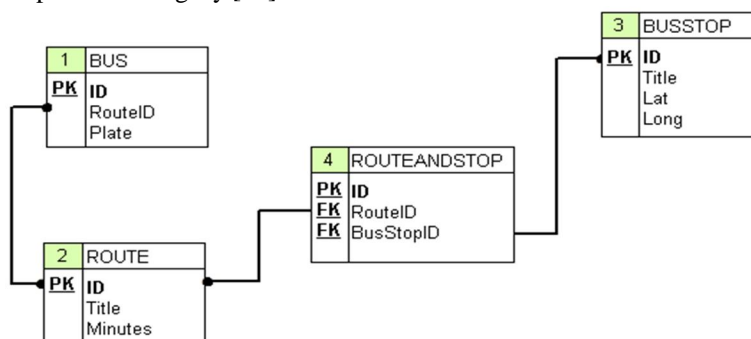 1 BUS
PK ID
RouteID
Plate
2 ROUTE
PK ID
Title
Minutes
3 BUSSTOP
PK ID
Title
Lat
Long
4 ROUTEANDSTOP
PK ID
FK RouteID
FK BusStopID